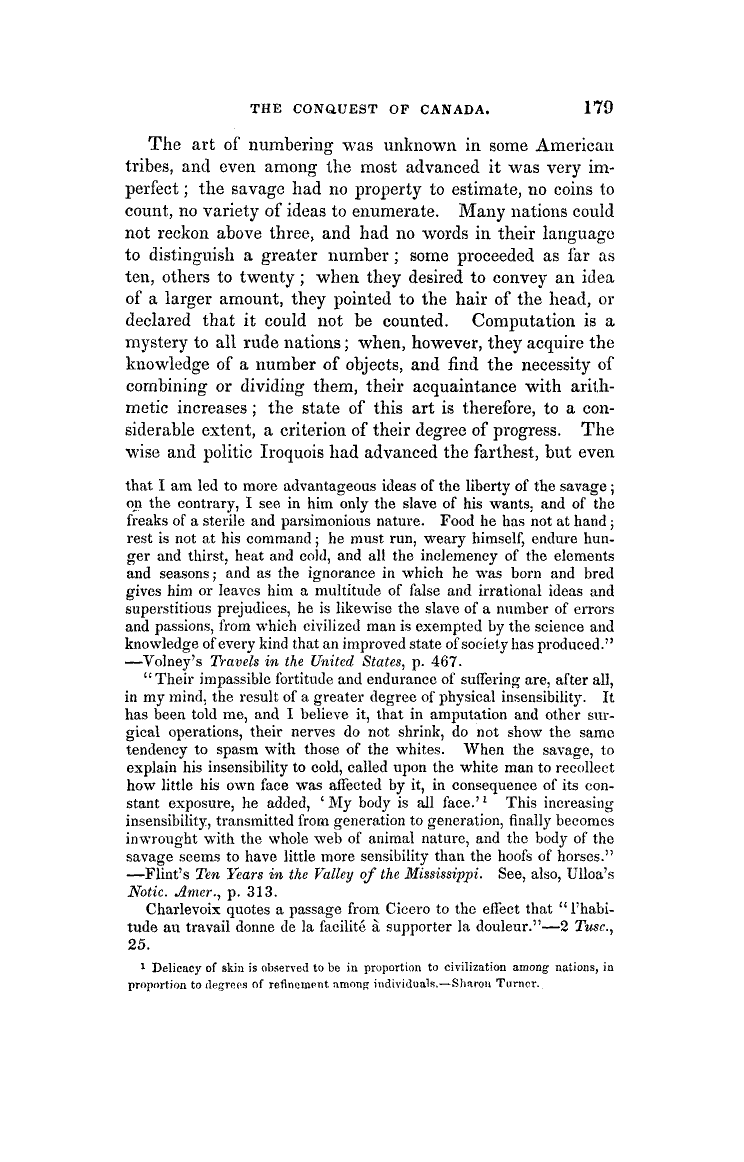 THE CONQUEST OF CANADA. 179
The art of numbering was unknown in some American
tribes, and even among the most advanced it was very im-
perfect ; the savage had no property to estimate, no coins to
count, no variety of ideas to enumerate. Many nations could
not reckon above three, and had no words in their language
to distinguish a greater number ; some proceeded as far as
ten, others to twenty ; when they desired to convey an idea
of a larger amount, they pointed to the hair of the head, or
declared that it could not be counted. Computation is a
mystery to all rude nations ; when, however, they acquire the
knowledge of a number of objects, and find the necessity of
combining or dividing them, their acquaintance with arith-
metic increases ; the state of this art is therefore, to a con-
siderable extent, a criterion of their degree of progress. The
wise and politic Iroquois had advanced the farthest, but even
that I am led to more advantageous ideas of the liberty of the savage ;
on the contrary, I see in him only the slave of his wants, and of the
freaks of a sterile and parsimonious nature. Food he has not at hand ;
rest is not at his command ; he must run, weary himself, endure hun-
ger and thirst, heat and cold, and all the inclemency of the elements
and seasons ; and as the ignorance in which he was born and bred
gives him or leaves him a multitude of false and irrational ideas and
superstitious prejudices, he is likewise the slave of a number of errors
and passions, from which civilized man is exempted by the science and
knowledge of every kind that an improved state of society has produced."
—Volney's Travels in the United States, p. 467.
"Their impassible fortitude and endurance of suffering are, after all,
in my mind, the result of a greater degree of physical insensibility. It
has been told me, and I believe it, that in amputation and other sur-
gical operations, their nerves do not shrink, do not show the same
tendency to spasm with those of the whites. When the savage, to
explain his insensibility to cold, called upon the white man to recollect
how little his own face was affected by it, in consequence of its con-
stant exposure, he added, 'My body is all face.'¹ This increasing
insensibility, transmitted from generation to generation, finally becomes
inwrought with the whole web of animal nature, and the body of the
savage seems to have little more sensibility than the hoofs of horses."
—Flint's Ten Years in the Valley of the Mississippi. See, also, Ulloa's
Notic. Amer., p. 313.
Charlevoix quotes a passage from Cicero to the effect that "l'habi-
tude au travail donne de la facilité à supporter la douleur."—2 Tusc.,
25.
¹ Delicacy of skin is observed to be in proportion to civilization among nations, in
proportion to degrees of refinement among individuals.—Sharon Turner.